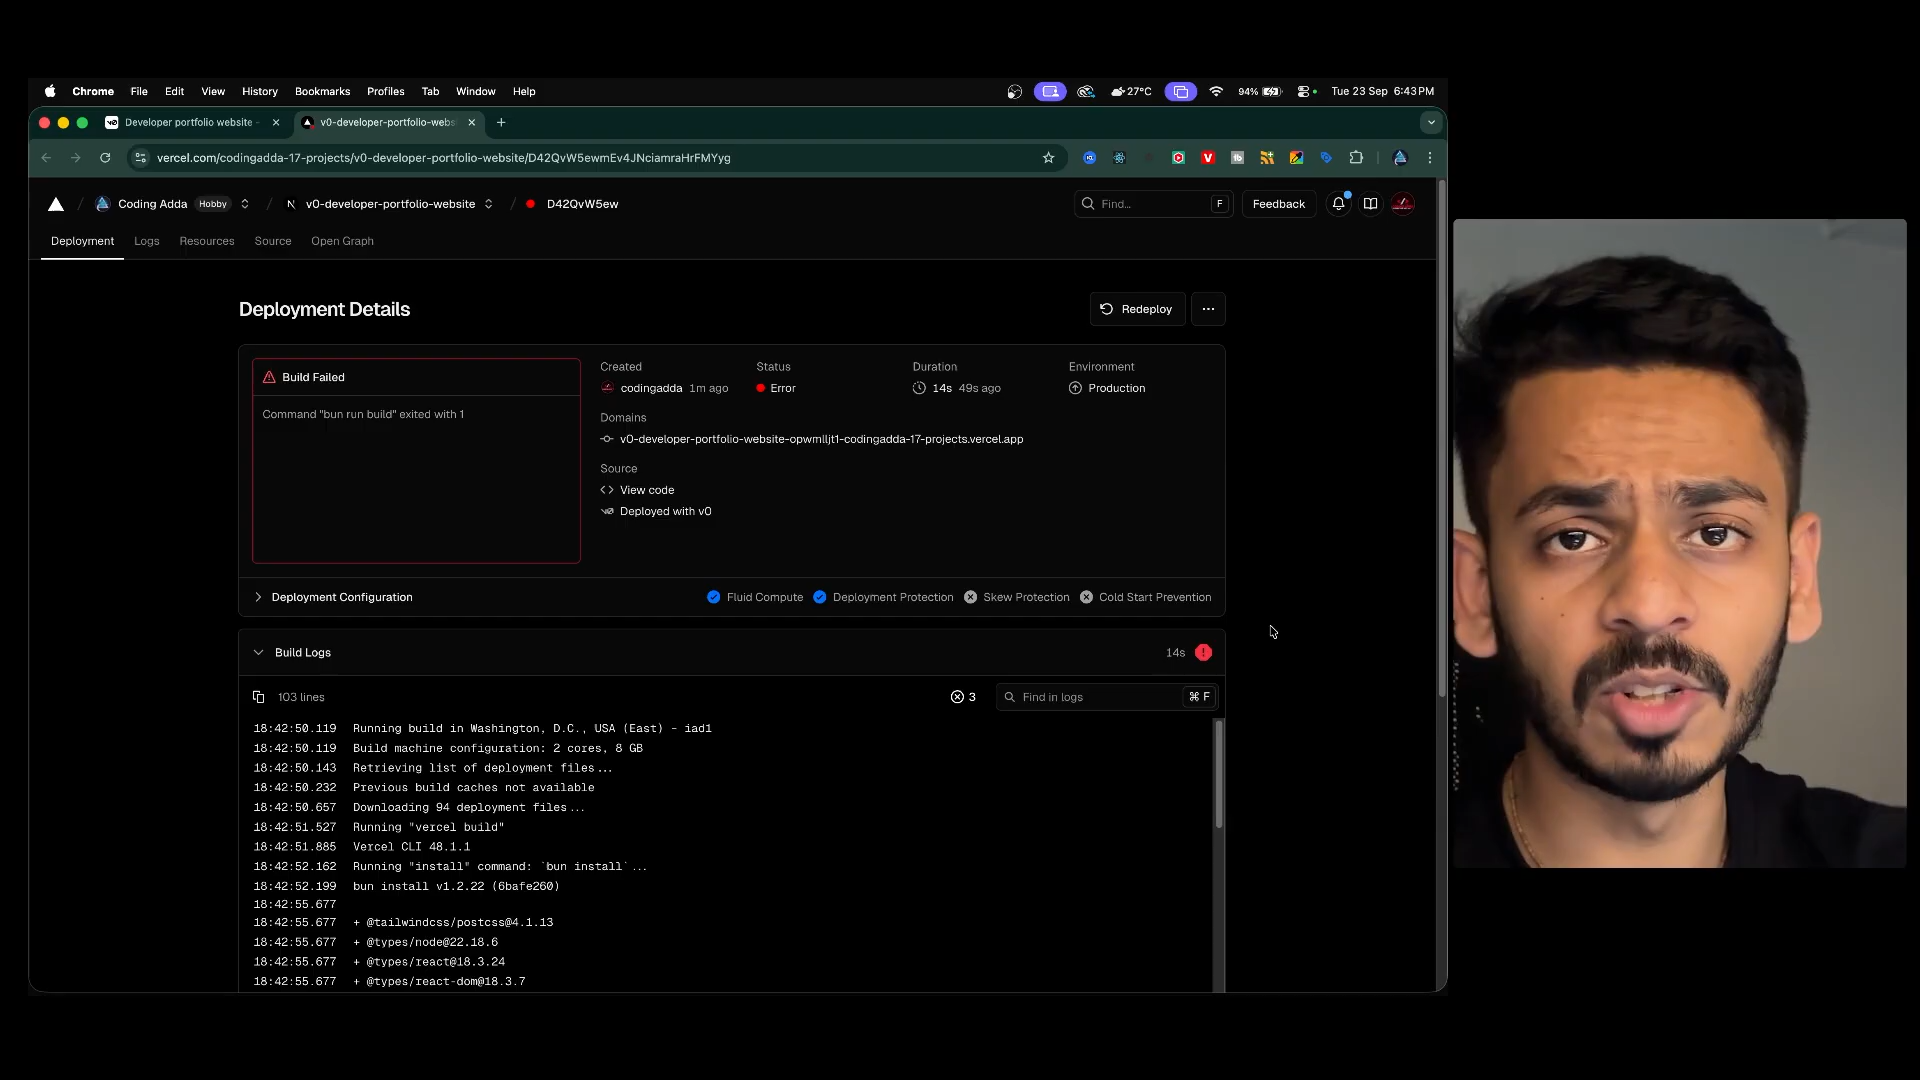 Chrome File Edit View History Bookmarks Profiles Tab Window Help 27°C 94% Tue 23 Sep 6:43 PM
Developer portfolio website - v0-developer-portfolio-webs
vercel.com/codingadda-17-projects/v0-developer-portfolio-website/D42QvW5ewmEv4JNciamraHrFMYyg
Coding Adda Hobby N v0-developer-portfolio-website D42QvW5ew Find... F Feedback
Deployment Logs Resources Source Open Graph
Deployment Details Redeploy
Build Failed
Command "bun run build" exited with 1
Created Status Duration Environment
codingadda 1m ago Error 14s 49s ago Production
Domains
v0-developer-portfolio-website-opwmlljt1-codingadda-17-projects.vercel.app
Source
View code
Deployed with v0
Deployment Configuration Fluid Compute Deployment Protection Skew Protection Cold Start Prevention
Build Logs 14s
103 lines 3 Find in logs ⌘ F
18:42:50.119 Running build in Washington, D.C., USA (East) – iad1
18:42:50.119 Build machine configuration: 2 cores, 8 GB
18:42:50.143 Retrieving list of deployment files...
18:42:50.232 Previous build caches not available
18:42:50.657 Downloading 94 deployment files...
18:42:51.527 Running "vercel build"
18:42:51.885 Vercel CLI 48.1.1
18:42:52.162 Running "install" command: `bun install`...
18:42:52.199 bun install v1.2.22 (6bafe260)
18:42:55.677
18:42:55.677 + @tailwindcss/postcss@4.1.13
18:42:55.677 + @types/node@22.18.6
18:42:55.677 + @types/react@18.3.24
18:42:55.677 + @types/react-dom@18.3.7